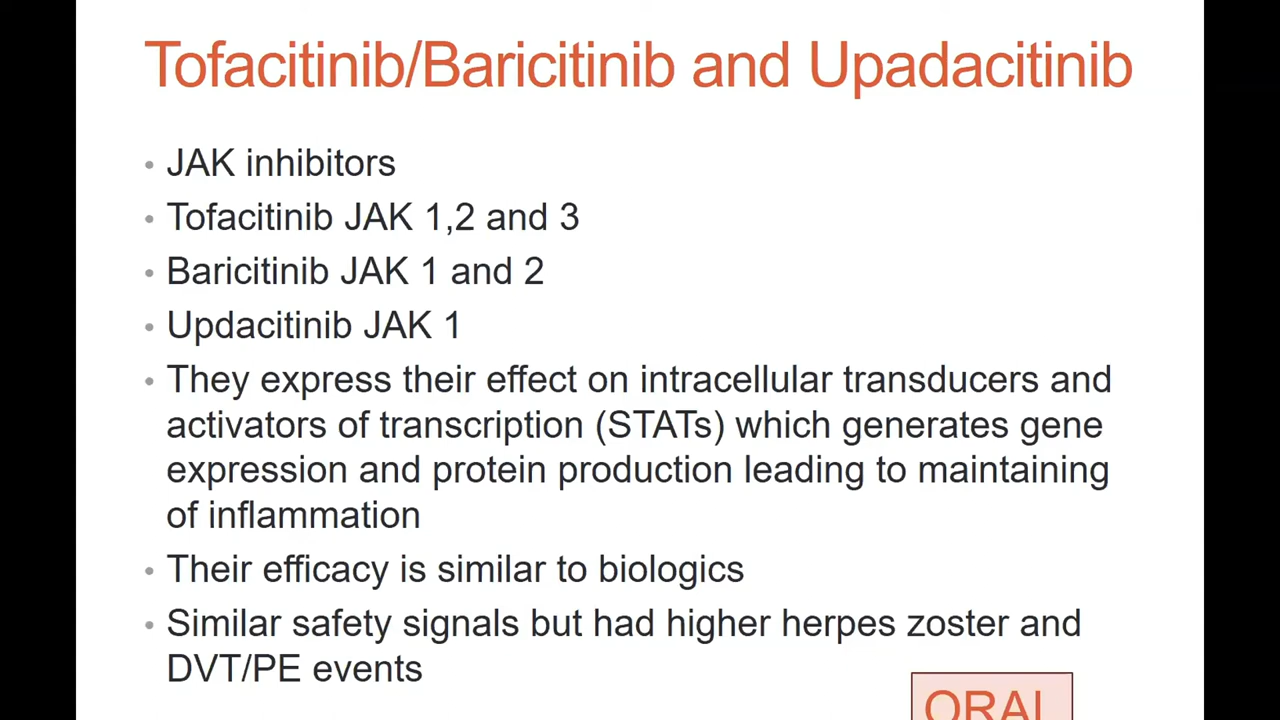 Tofacitinib/Baricitinib and Upadacitinib
• JAK inhibitors
• Tofacitinib JAK 1,2 and 3
• Baricitinib JAK 1 and 2
• Updacitinib JAK 1
• They express their effect on intracellular transducers and
activators of transcription (STATs) which generates gene
expression and protein production leading to maintaining
of inflammation
• Their efficacy is similar to biologics
• Similar safety signals but had higher herpes zoster and
DVT/PE events
ORAL